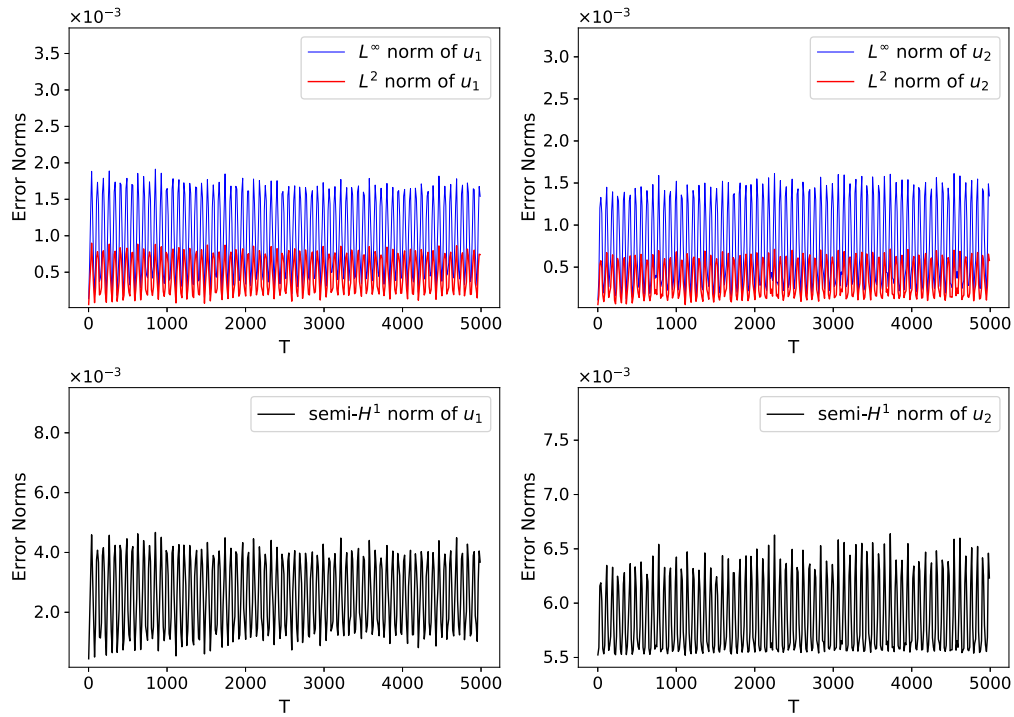 ×10⁻³
L^∞ norm of u₁
L² norm of u₁
3.5
3.0
2.5
2.0
1.5
1.0
0.5
Error Norms
0 1000 2000 3000 4000 5000
T
×10⁻³
L^∞ norm of u₂
L² norm of u₂
3.0
2.5
2.0
1.5
1.0
0.5
Error Norms
0 1000 2000 3000 4000 5000
T
×10⁻³
semi-H¹ norm of u₁
8.0
6.0
4.0
2.0
Error Norms
0 1000 2000 3000 4000 5000
T
×10⁻³
semi-H¹ norm of u₂
7.5
7.0
6.5
6.0
5.5
Error Norms
0 1000 2000 3000 4000 5000
T